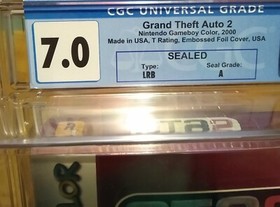 CGC UNIVERSAL GRADE
7.0
Grand Theft Auto 2
Nintendo Gameboy Color, 2000
Made in USA, T Rating, Embossed Foil Cover, USA
SEALED
Type: Seal Grade:
LRB A